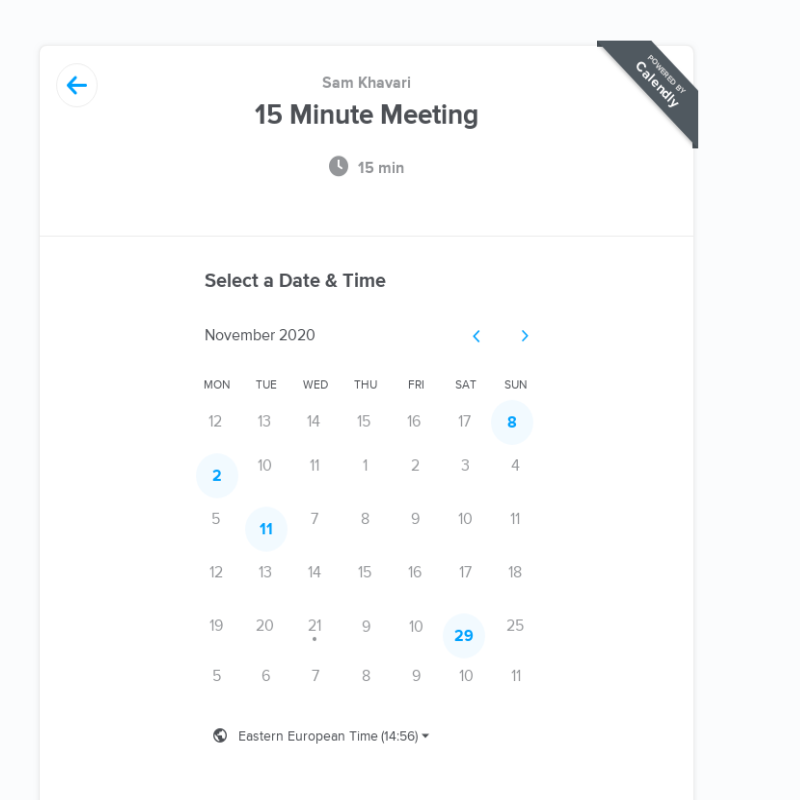 POWERED BY
Calendly
Sam Khavari
15 Minute Meeting
15 min
Select a Date & Time
November 2020
MON TUE WED THU FRI SAT SUN
12 13 14 15 16 17 8
2 10 11 1 2 3 4
5 11 7 8 9 10 11
12 13 14 15 16 17 18
19 20 21 9 10 29 25
5 6 7 8 9 10 11
Eastern European Time (14:56)